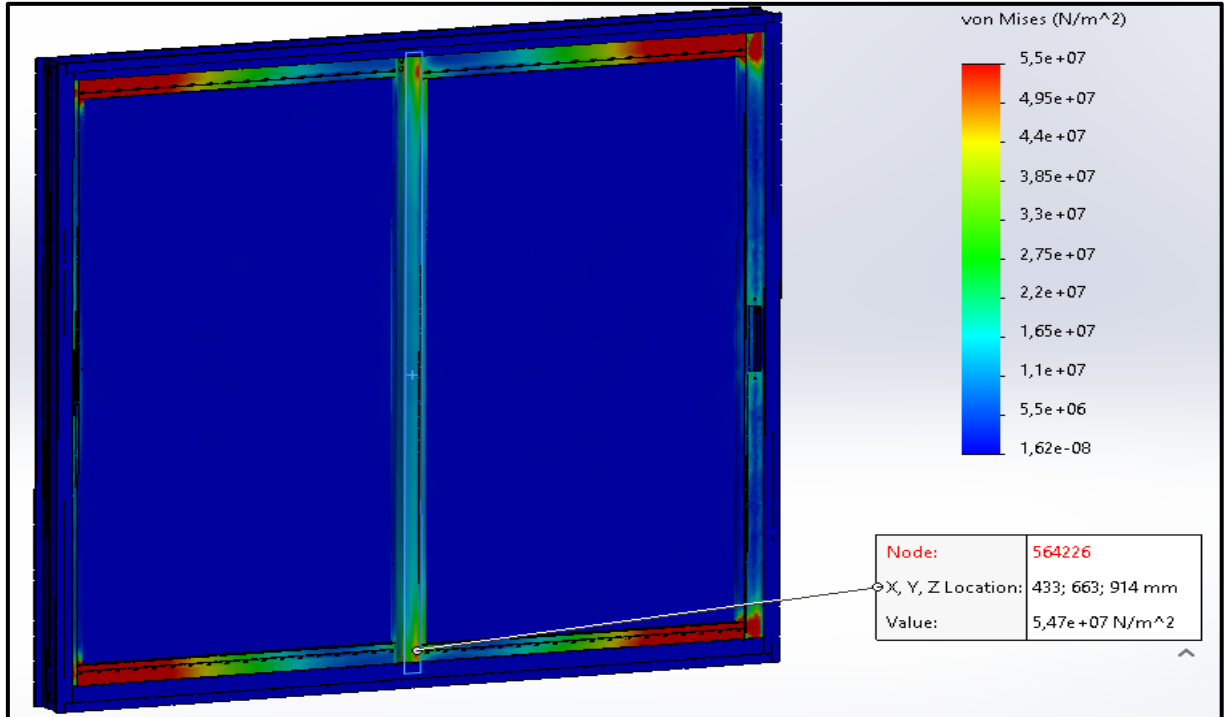 von Mises (N/m^2)
5,5e+07
4,95e+07
4,4e+07
3,85e+07
3,3e+07
2,75e+07
2,2e+07
1,65e+07
1,1e+07
5,5e+06
1,62e-08
Node: 564226
X, Y, Z Location: 433; 663; 914 mm
Value: 5,47e+07 N/m^2